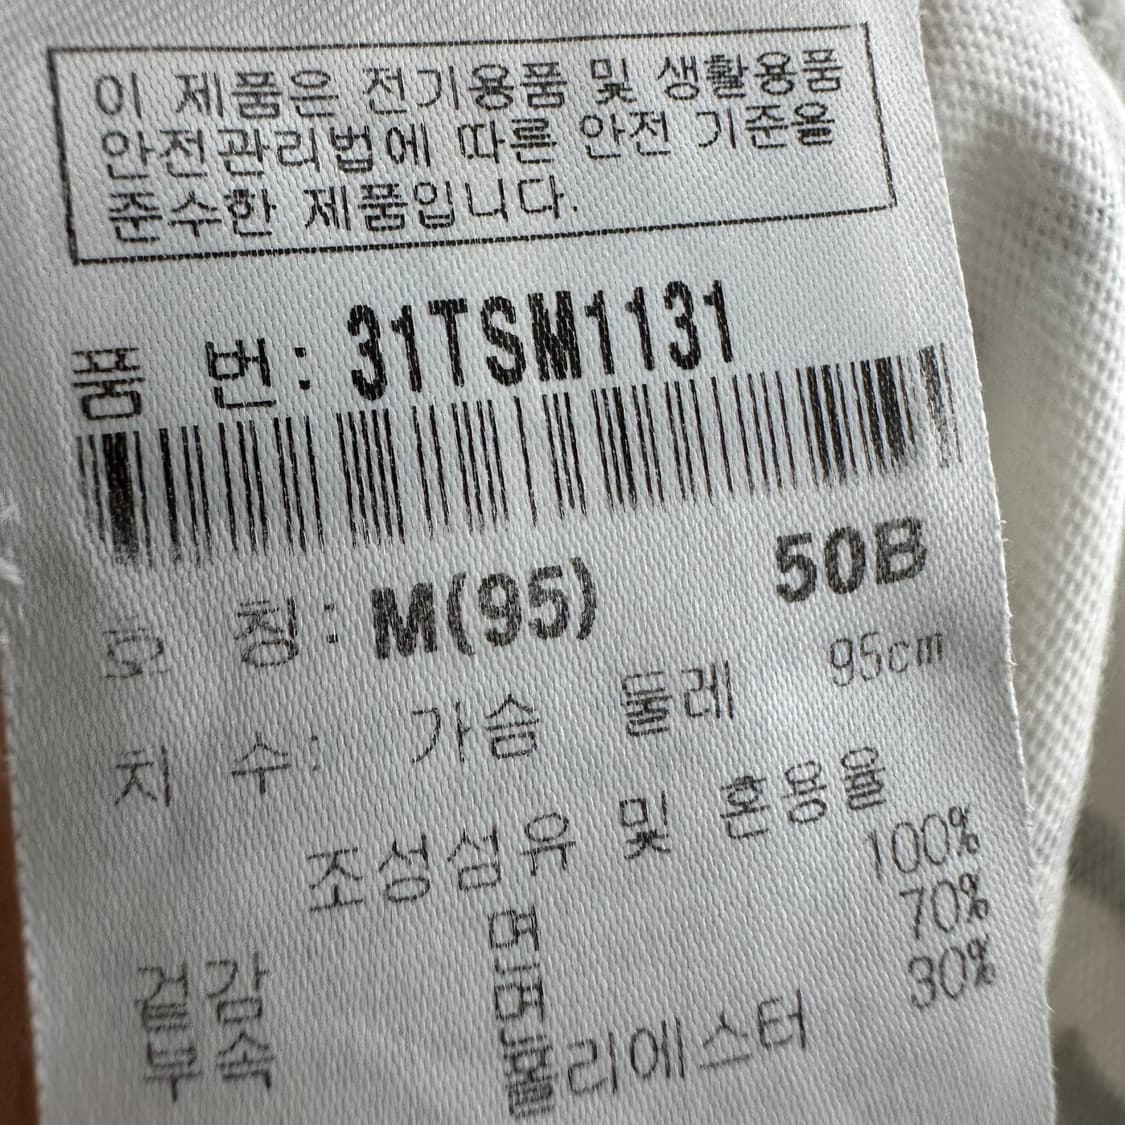 이 제품은 전기용품 및 생활용품
안전관리법에 따른 안전 기준을
준수한 제품입니다.
품 번: 31TSM1131
호 칭: M(95) 50B
치 수: 가슴 둘레 95cm
조성섬유 및 혼용율
겉감 면 100%
부속 면 70%
폴리에스터 30%